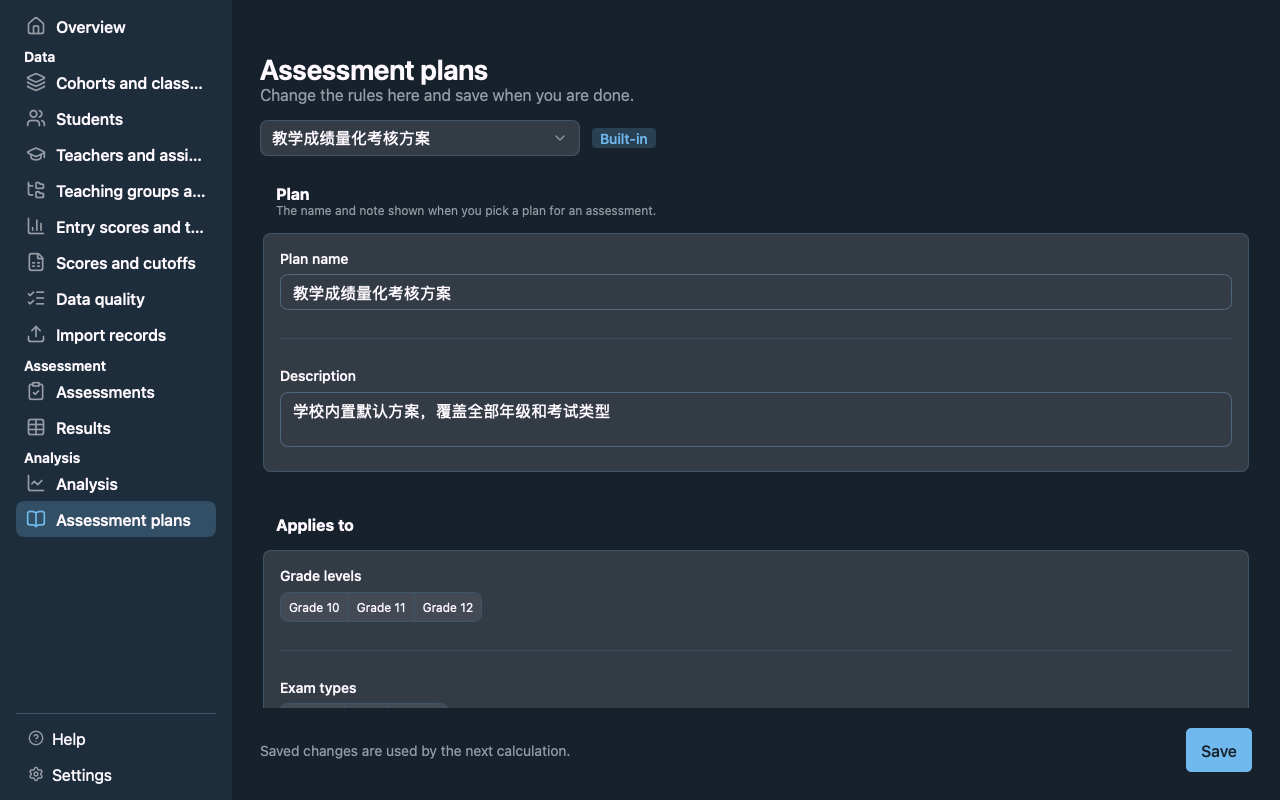 Overview
Data
Cohorts and class...
Students
Teachers and assi...
Teaching groups a...
Entry scores and t...
Scores and cutoffs
Data quality
Import records
Assessment
Assessments
Results
Analysis
Analysis
Assessment plans
Help
Settings
Assessment plans
Change the rules here and save when you are done.
教学成绩量化考核方案
Built-in
Plan
The name and note shown when you pick a plan for an assessment.
Plan name
教学成绩量化考核方案
Description
学校内置默认方案，覆盖全部年级和考试类型
Applies to
Grade levels
Grade 10 Grade 11 Grade 12
Exam types
Saved changes are used by the next calculation.
Save